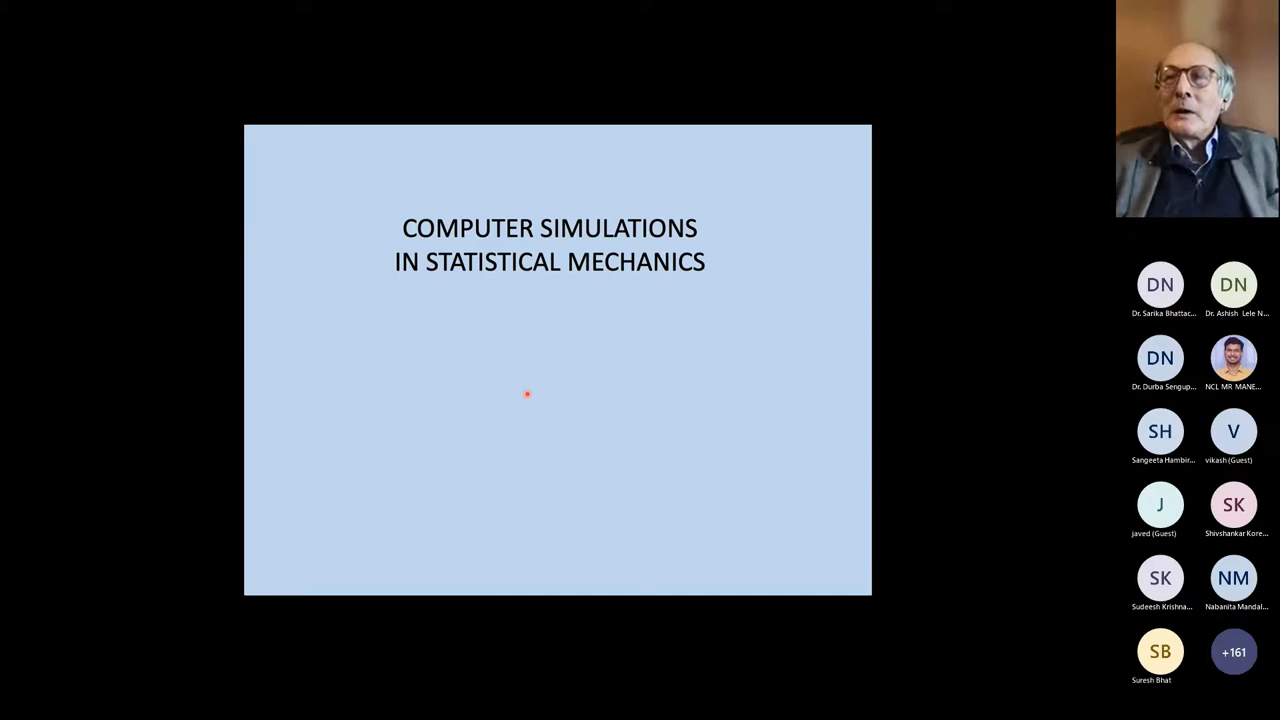 COMPUTER SIMULATIONS
IN STATISTICAL MECHANICS
DN
DN
Dr. Sarika Bhattac...
Dr. Ashish Lele N...
DN
Dr. Durba Sengup...
NCL MR MANE...
SH
V
Sangeeta Hambir...
vikash (Guest)
J
SK
javed (Guest)
Shivshankar Kore...
SK
NM
Sudeesh Krishna...
Nabanita Mandal...
SB
+161
Suresh Bhat